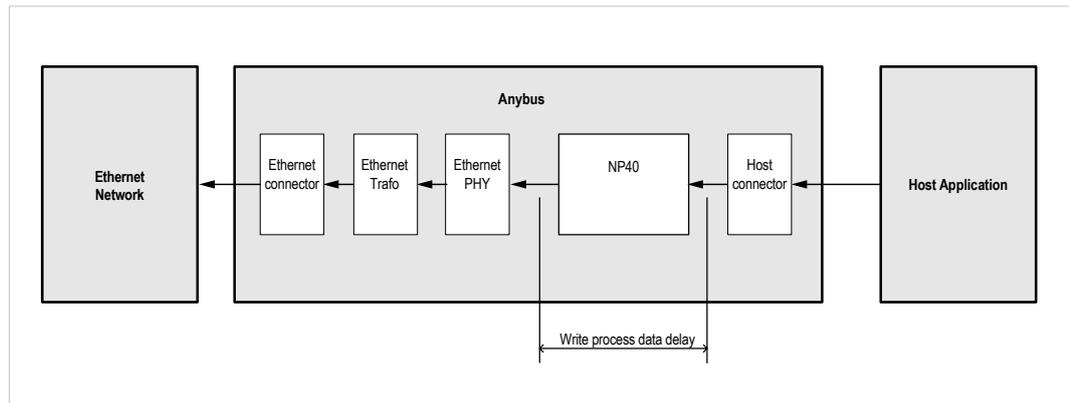 Anybus
Ethernet
Network
Ethernet
connector
Ethernet
Trafo
Ethernet
PHY
NP40
Host
connector
Host Application
Write process data delay